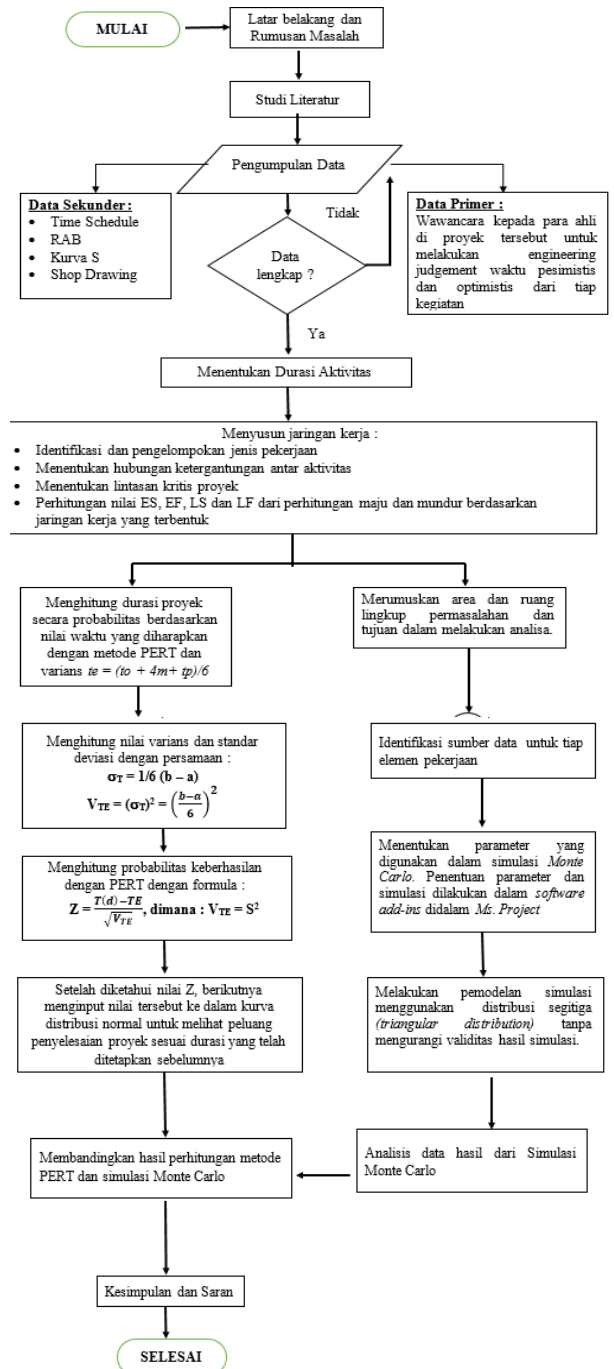 MULAI
Latar belakang dan
Rumusan Masalah
Studi Literatur
Pengumpulan Data
Data Sekunder :
• Time Schedule
• RAB
• Kurva S
• Shop Drawing
Tidak
Data
lengkap ?
Data Primer :
Wawancara kepada para ahli
di proyek tersebut untuk
melakukan engineering
judgement waktu pesimistis
dan optimistis dari tiap
kegiatan
Ya
Menentukan Durasi Aktivitas
Menyusun jaringan kerja :
• Identifikasi dan pengelompokan jenis pekerjaan
• Menentukan hubungan ketergantungan antar aktivitas
• Menentukan lintasan kritis proyek
• Perhitungan nilai ES, EF, LS dan LF dari perhitungan maju dan mundur berdasarkan
jaringan kerja yang terbentuk
Menghitung durasi proyek
secara probabilitas berdasarkan
nilai waktu yang diharapkan
dengan metode PERT dan
varians te = (to + 4m+ tp)/6
Menghitung nilai varians dan standar
deviasi dengan persamaan :
σT = 1/6 (b – a)
VTE = (σT)² = ((b−a)/6)²
Menghitung probabilitas keberhasilan
dengan PERT dengan formula :
Z = (T(d) −TE)/√VTE, dimana : VTE = S²
Setelah diketahui nilai Z, berikutnya
menginput nilai tersebut ke dalam kurva
distribusi normal untuk melihat peluang
penyelesaian proyek sesuai durasi yang telah
ditetapkan sebelumnya
Membandingkan hasil perhitungan metode
PERT dan simulasi Monte Carlo
Merumuskan area dan ruang
lingkup permasalahan dan
tujuan dalam melakukan analisa.
Identifikasi sumber data untuk tiap
elemen pekerjaan
Menentukan parameter yang
digunakan dalam simulasi Monte
Carlo. Penentuan parameter dan
simulasi dilakukan dalam software
add-ins didalam Ms. Project
Melakukan pemodelan simulasi
menggunakan distribusi segitiga
(triangular distribution) tanpa
mengurangi validitas hasil simulasi.
Analisis data hasil dari Simulasi
Monte Carlo
Kesimpulan dan Saran
SELESAI